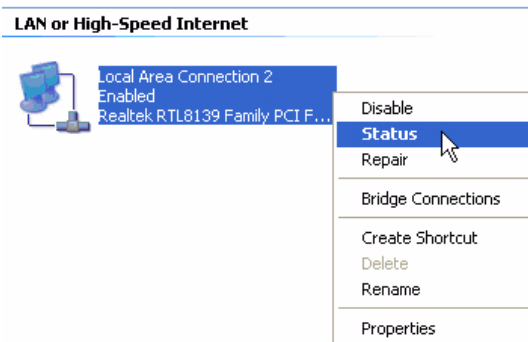 LAN or High-Speed Internet
Local Area Connection 2
Enabled
Realtek RTL8139 Family PCI F...
Disable
Status
Repair
Bridge Connections
Create Shortcut
Delete
Rename
Properties